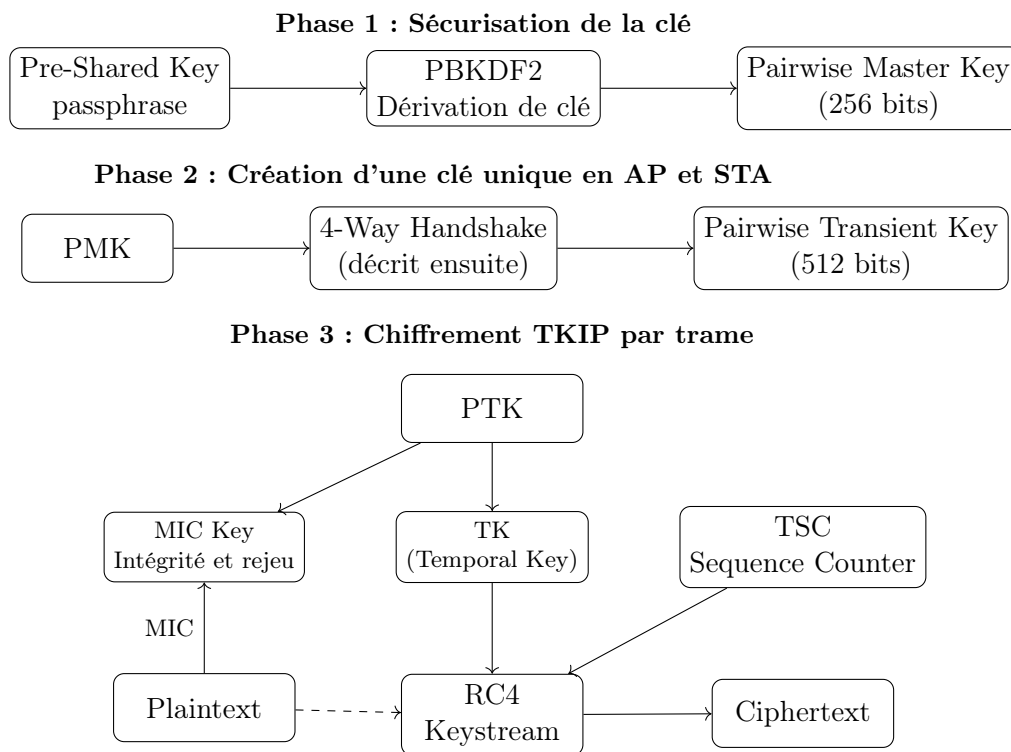 Phase 1 : Sécurisation de la clé
Pre-Shared Key
passphrase
PBKDF2
Dérivation de clé
Pairwise Master Key
(256 bits)
Phase 2 : Création d'une clé unique en AP et STA
PMK
4-Way Handshake
(décrit ensuite)
Pairwise Transient Key
(512 bits)
Phase 3 : Chiffrement TKIP par trame
PTK
MIC Key
Intégrité et rejeu
TK
(Temporal Key)
TSC
Sequence Counter
MIC
Plaintext
RC4
Keystream
Ciphertext